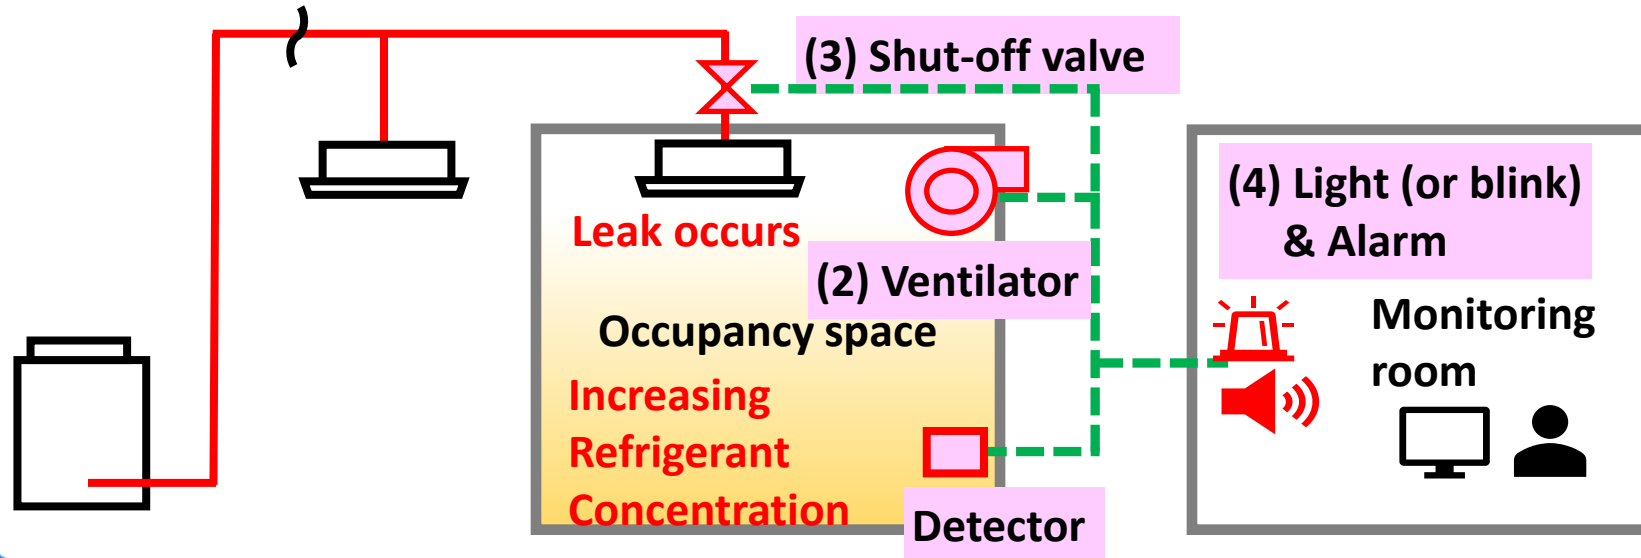 (3) Shut-off valve
Leak occurs
(2) Ventilator
Occupancy space
Increasing
Refrigerant
Concentration
Detector
(4) Light (or blink)
& Alarm
Monitoring
room